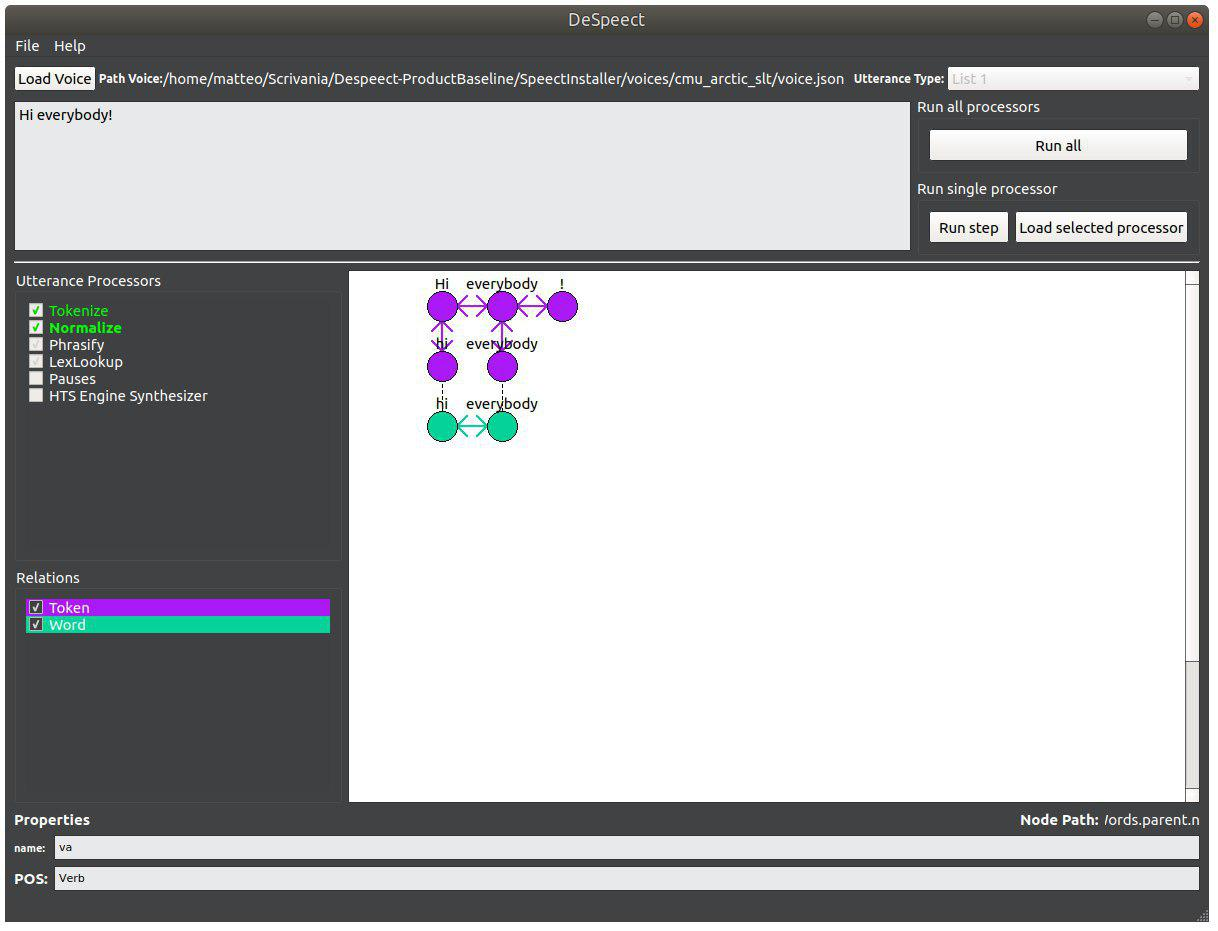 DeSpeect
File Help
Load Voice Path Voice:/home/matteo/Scrivania/Despeect-ProductBaseline/SpeectInstaller/voices/cmu_arctic_slt/voice.json Utterance Type: List 1
Hi everybody!
Run all processors
Run all
Run single processor
Run step Load selected processor
Utterance Processors
Tokenize
Normalize
Phrasify
LexLookup
Pauses
HTS Engine Synthesizer
Hi everybody !
hi everybody
hi everybody
Relations
Token
Word
Properties Node Path: /ords.parent.n
name: va
POS: Verb